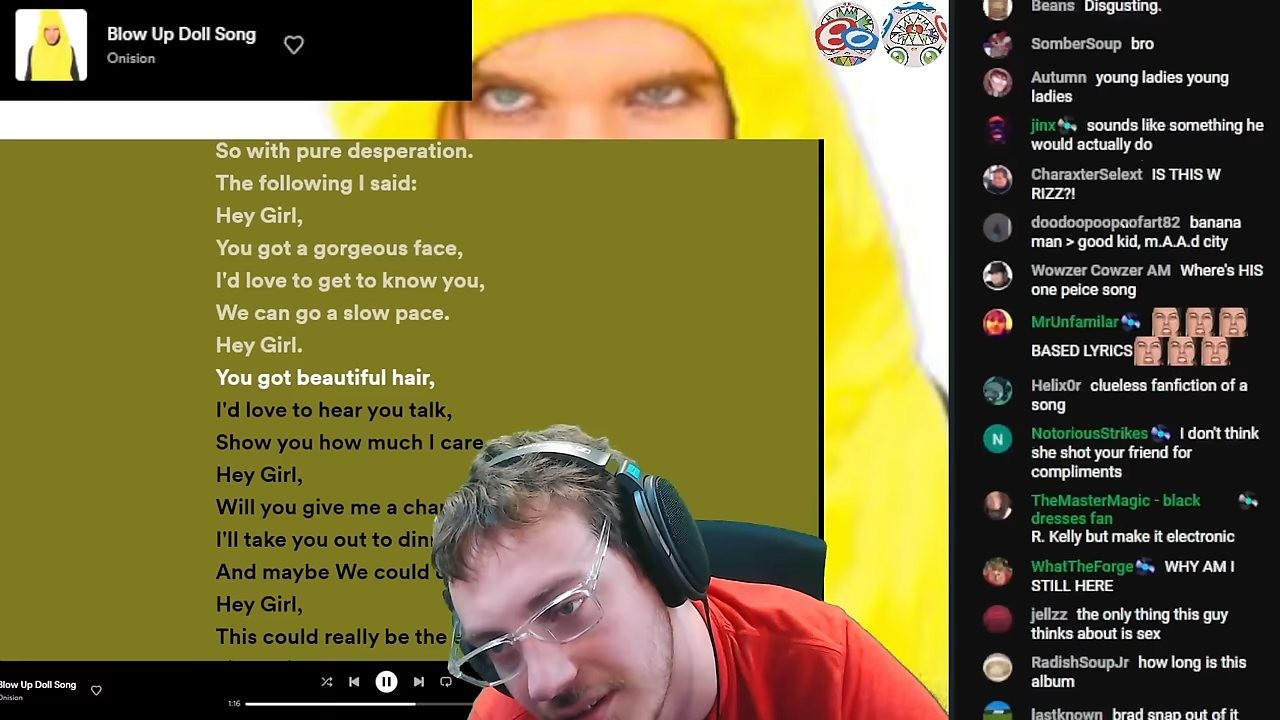 Blow Up Doll Song
Onision
So with pure desperation.
The following I said:
Hey Girl,
You got a gorgeous face,
I'd love to get to know you,
We can go a slow pace.
Hey Girl.
You got beautiful hair,
I'd love to hear you talk,
Show you how much I care
Hey Girl,
Will you give me a cha
I'll take you out to din
And maybe We could
Hey Girl,
This could really be the
Blow Up Doll Song
Onision
1:16
Beans Disgusting.
SomberSoup bro
Autumn young ladies young
ladies
jinx sounds like something he
would actually do
CharaxterSelext IS THIS W
RIZZ?!
doodoopoopoofart82 banana
man > good kid, m.A.A.d city
Wowzer Cowzer AM Where's HIS
one peice song
MrUnfamilar
BASED LYRICS
Helix0r clueless fanfiction of a
song
N
NotoriousStrikes I don't think
she shot your friend for
compliments
TheMasterMagic - black
dresses fan
R. Kelly but make it electronic
WhatTheForge WHY AM I
STILL HERE
jellzz the only thing this guy
thinks about is sex
RadishSoupJr how long is this
album
lastknown brad snap out of it